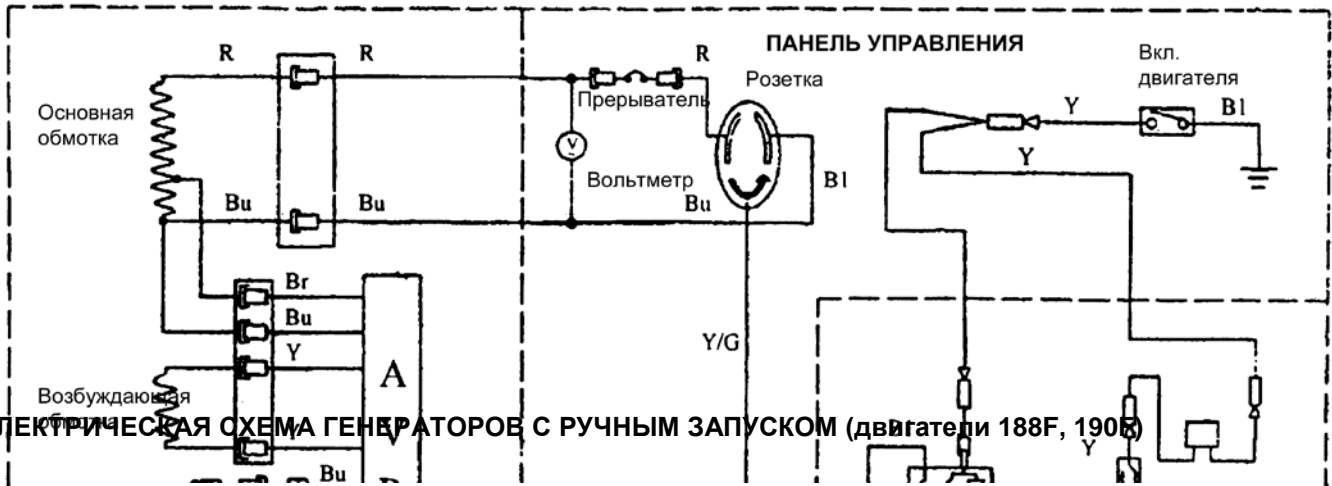 ПАНЕЛЬ УПРАВЛЕНИЯ
R
R
R
Розетка
Вкл.
двигателя
Основная
обмотка
Прерыватель
Y
Bl
V
Y
Вольтметр
Bl
Bu
Bu
Bu
Br
Bu
Y
Y/G
A
Возбуждающая
ЛЕКТРИЧЕСКАЯ СХЕМА ГЕНЕРАТОРОВ С РУЧНЫМ ЗАПУСКОМ (двигатели 188F, 190F)
Y
V
Y
Bu